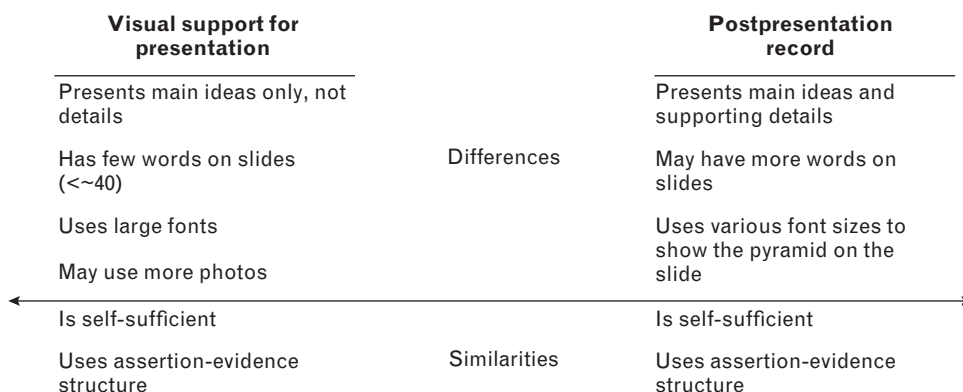 Visual support for
presentation
Postpresentation
record
Presents main ideas only, not
details
Presents main ideas and
supporting details
Has few words on slides
(<~40)
Differences
May have more words on
slides
Uses large fonts
Uses various font sizes to
show the pyramid on the
slide
May use more photos
Is self-sufficient
Is self-sufficient
Uses assertion-evidence
structure
Similarities
Uses assertion-evidence
structure